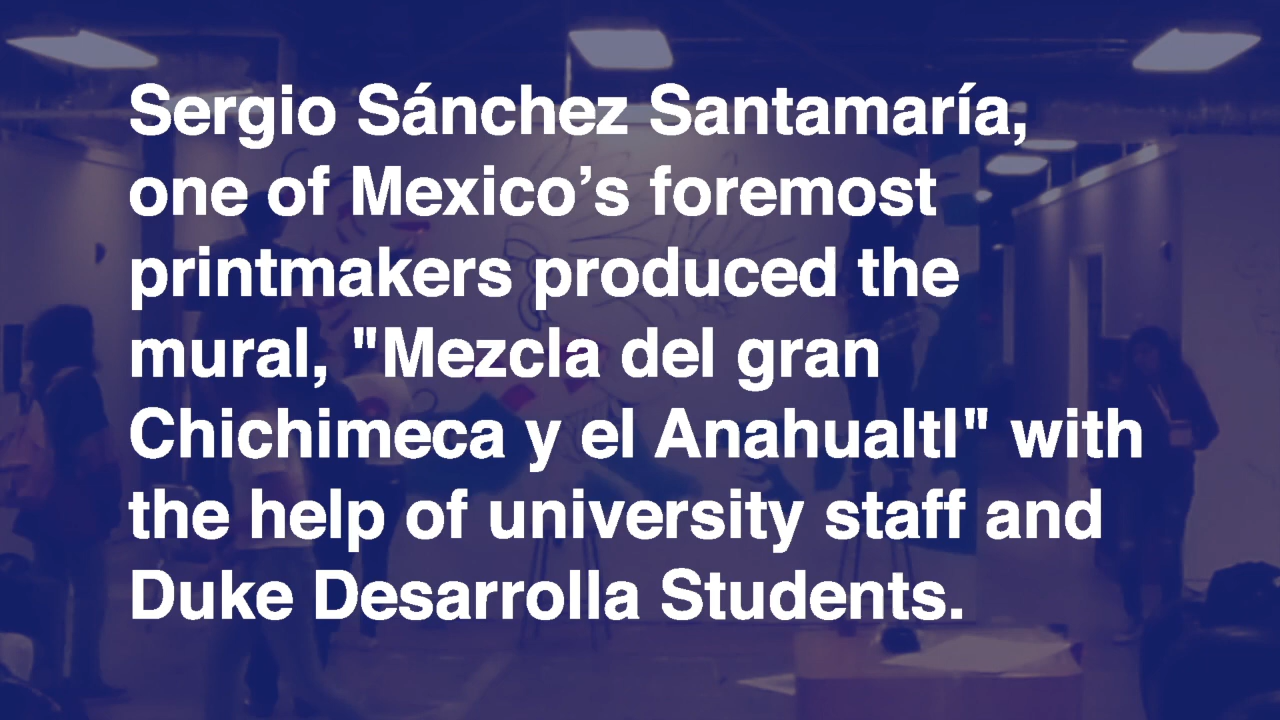 Sergio Sánchez Santamaría,
one of Mexico’s foremost
printmakers produced the
mural, "Mezcla del gran
Chichimeca y el Anahualtl" with
the help of university staff and
Duke Desarrolla Students.